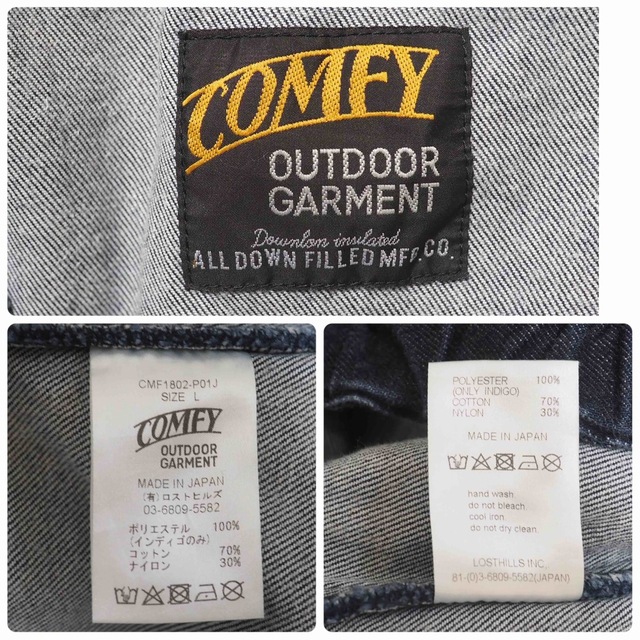 COMFY
OUTDOOR
GARMENT
Downlon insulated
ALL DOWN FILLED MFD.CO.
CMF1802-P01J
SIZE L
COMFY
OUTDOOR
GARMENT
MADE IN JAPAN
(有)ロストヒルズ
03-6809-5582
ポリエステル 100%
(インディゴのみ)
コットン 70%
ナイロン 30%
POLYESTER 100%
(ONLY INDIGO)
COTTON 70%
NYLON 30%
MADE IN JAPAN
hand wash.
do not bleach.
cool iron.
do not dry clean.
LOSTHILLS INC.
81-(0)3-6809-5582(JAPAN)